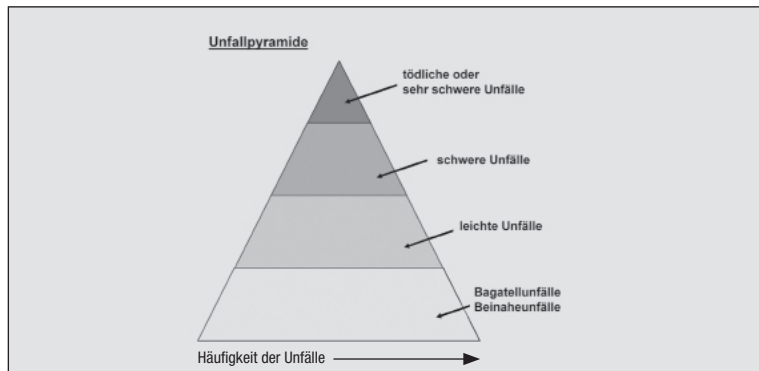 Unfallpyramide
tödliche oder
sehr schwere Unfälle
schwere Unfälle
leichte Unfälle
Bagatellunfälle
Beinaheunfälle
Häufigkeit der Unfälle